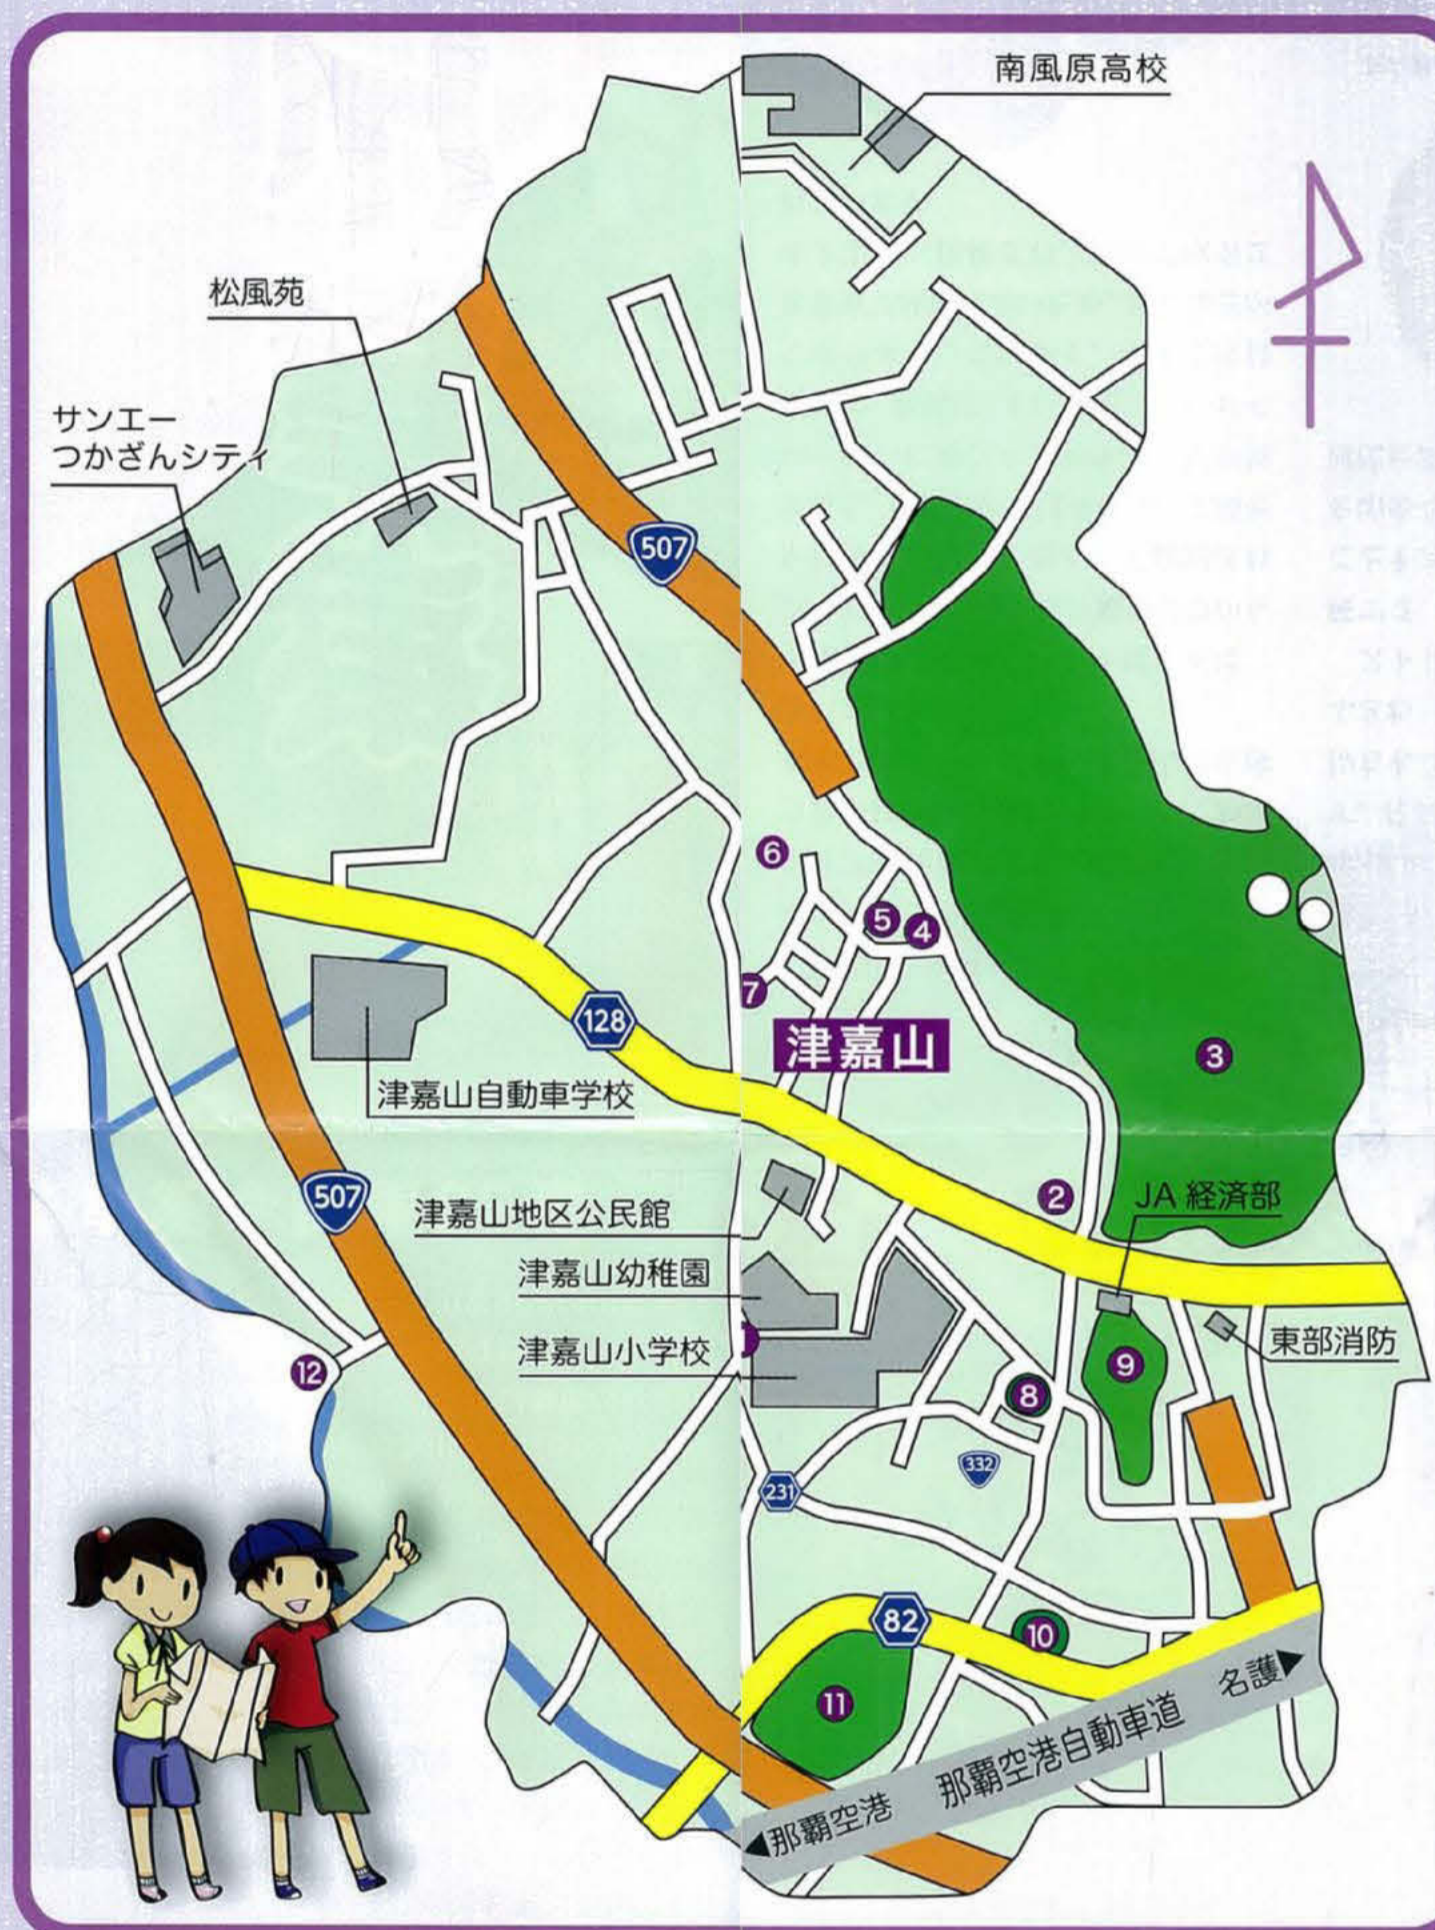 南風原高校
松風苑
サンエー
つかざんシティ
507
6
5
4
7
128
津嘉山
3
津嘉山自動車学校
507
2
JA 経済部
津嘉山地区公民館
津嘉山幼稚園
津嘉山小学校
東部消防
9
12
8
332
231
82
10
11
名護▶
那覇空港自動車道
◀那覇空港